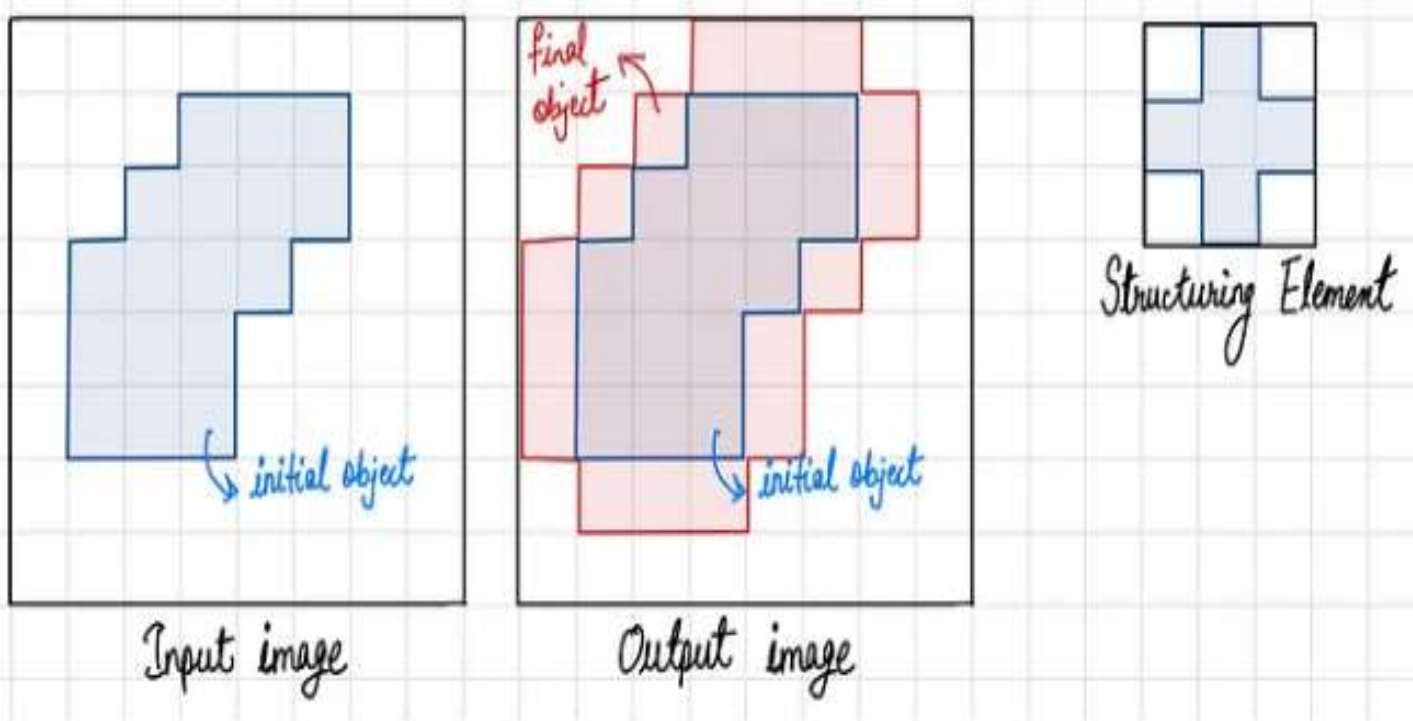 final
object
initial object
initial object
Structuring Element
Input image
Output image